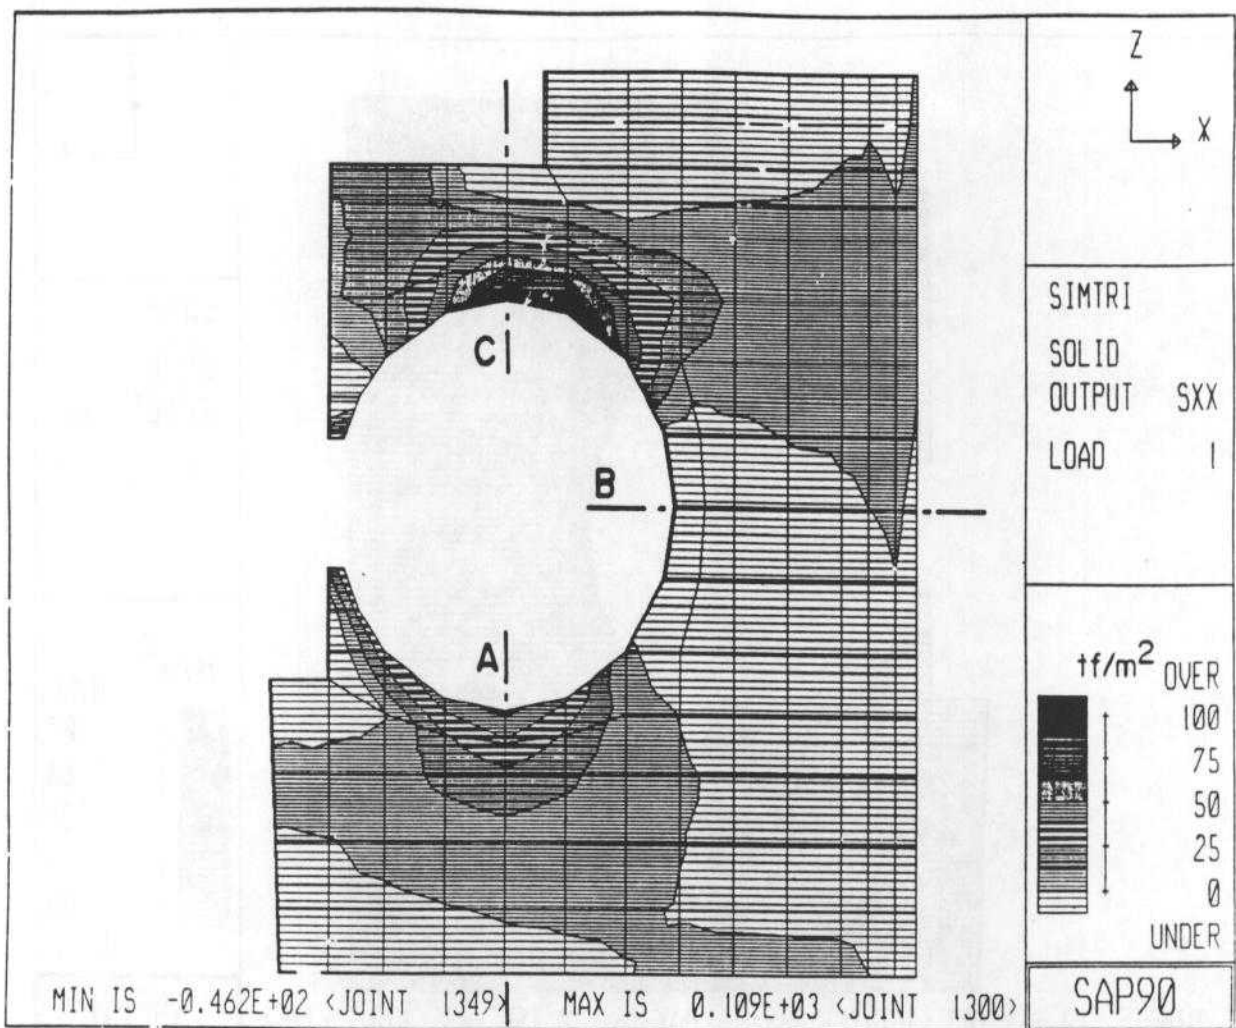 Z
X
C
B
A
SIMTRI
SOLID
OUTPUT SXX
LOAD 1
tf/m²
OVER
100
75
50
25
0
UNDER
MIN IS -0.462E+02 <JOINT 1349> MAX IS 0.109E+03 <JOINT 1300>
SAP90